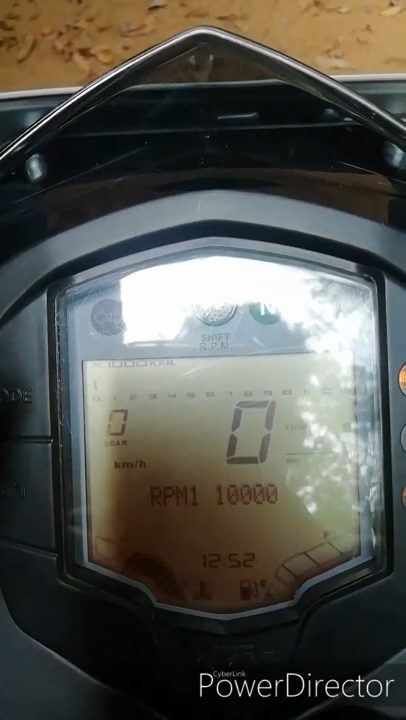 N
SHIFT
R.P.M.
X 1000 R.P.M.
0 1 2 3 4 5 6 7 8 9 10 11
0
GEAR
0
km/h
RPM1 10000
12:52
CyberLink
PowerDirector